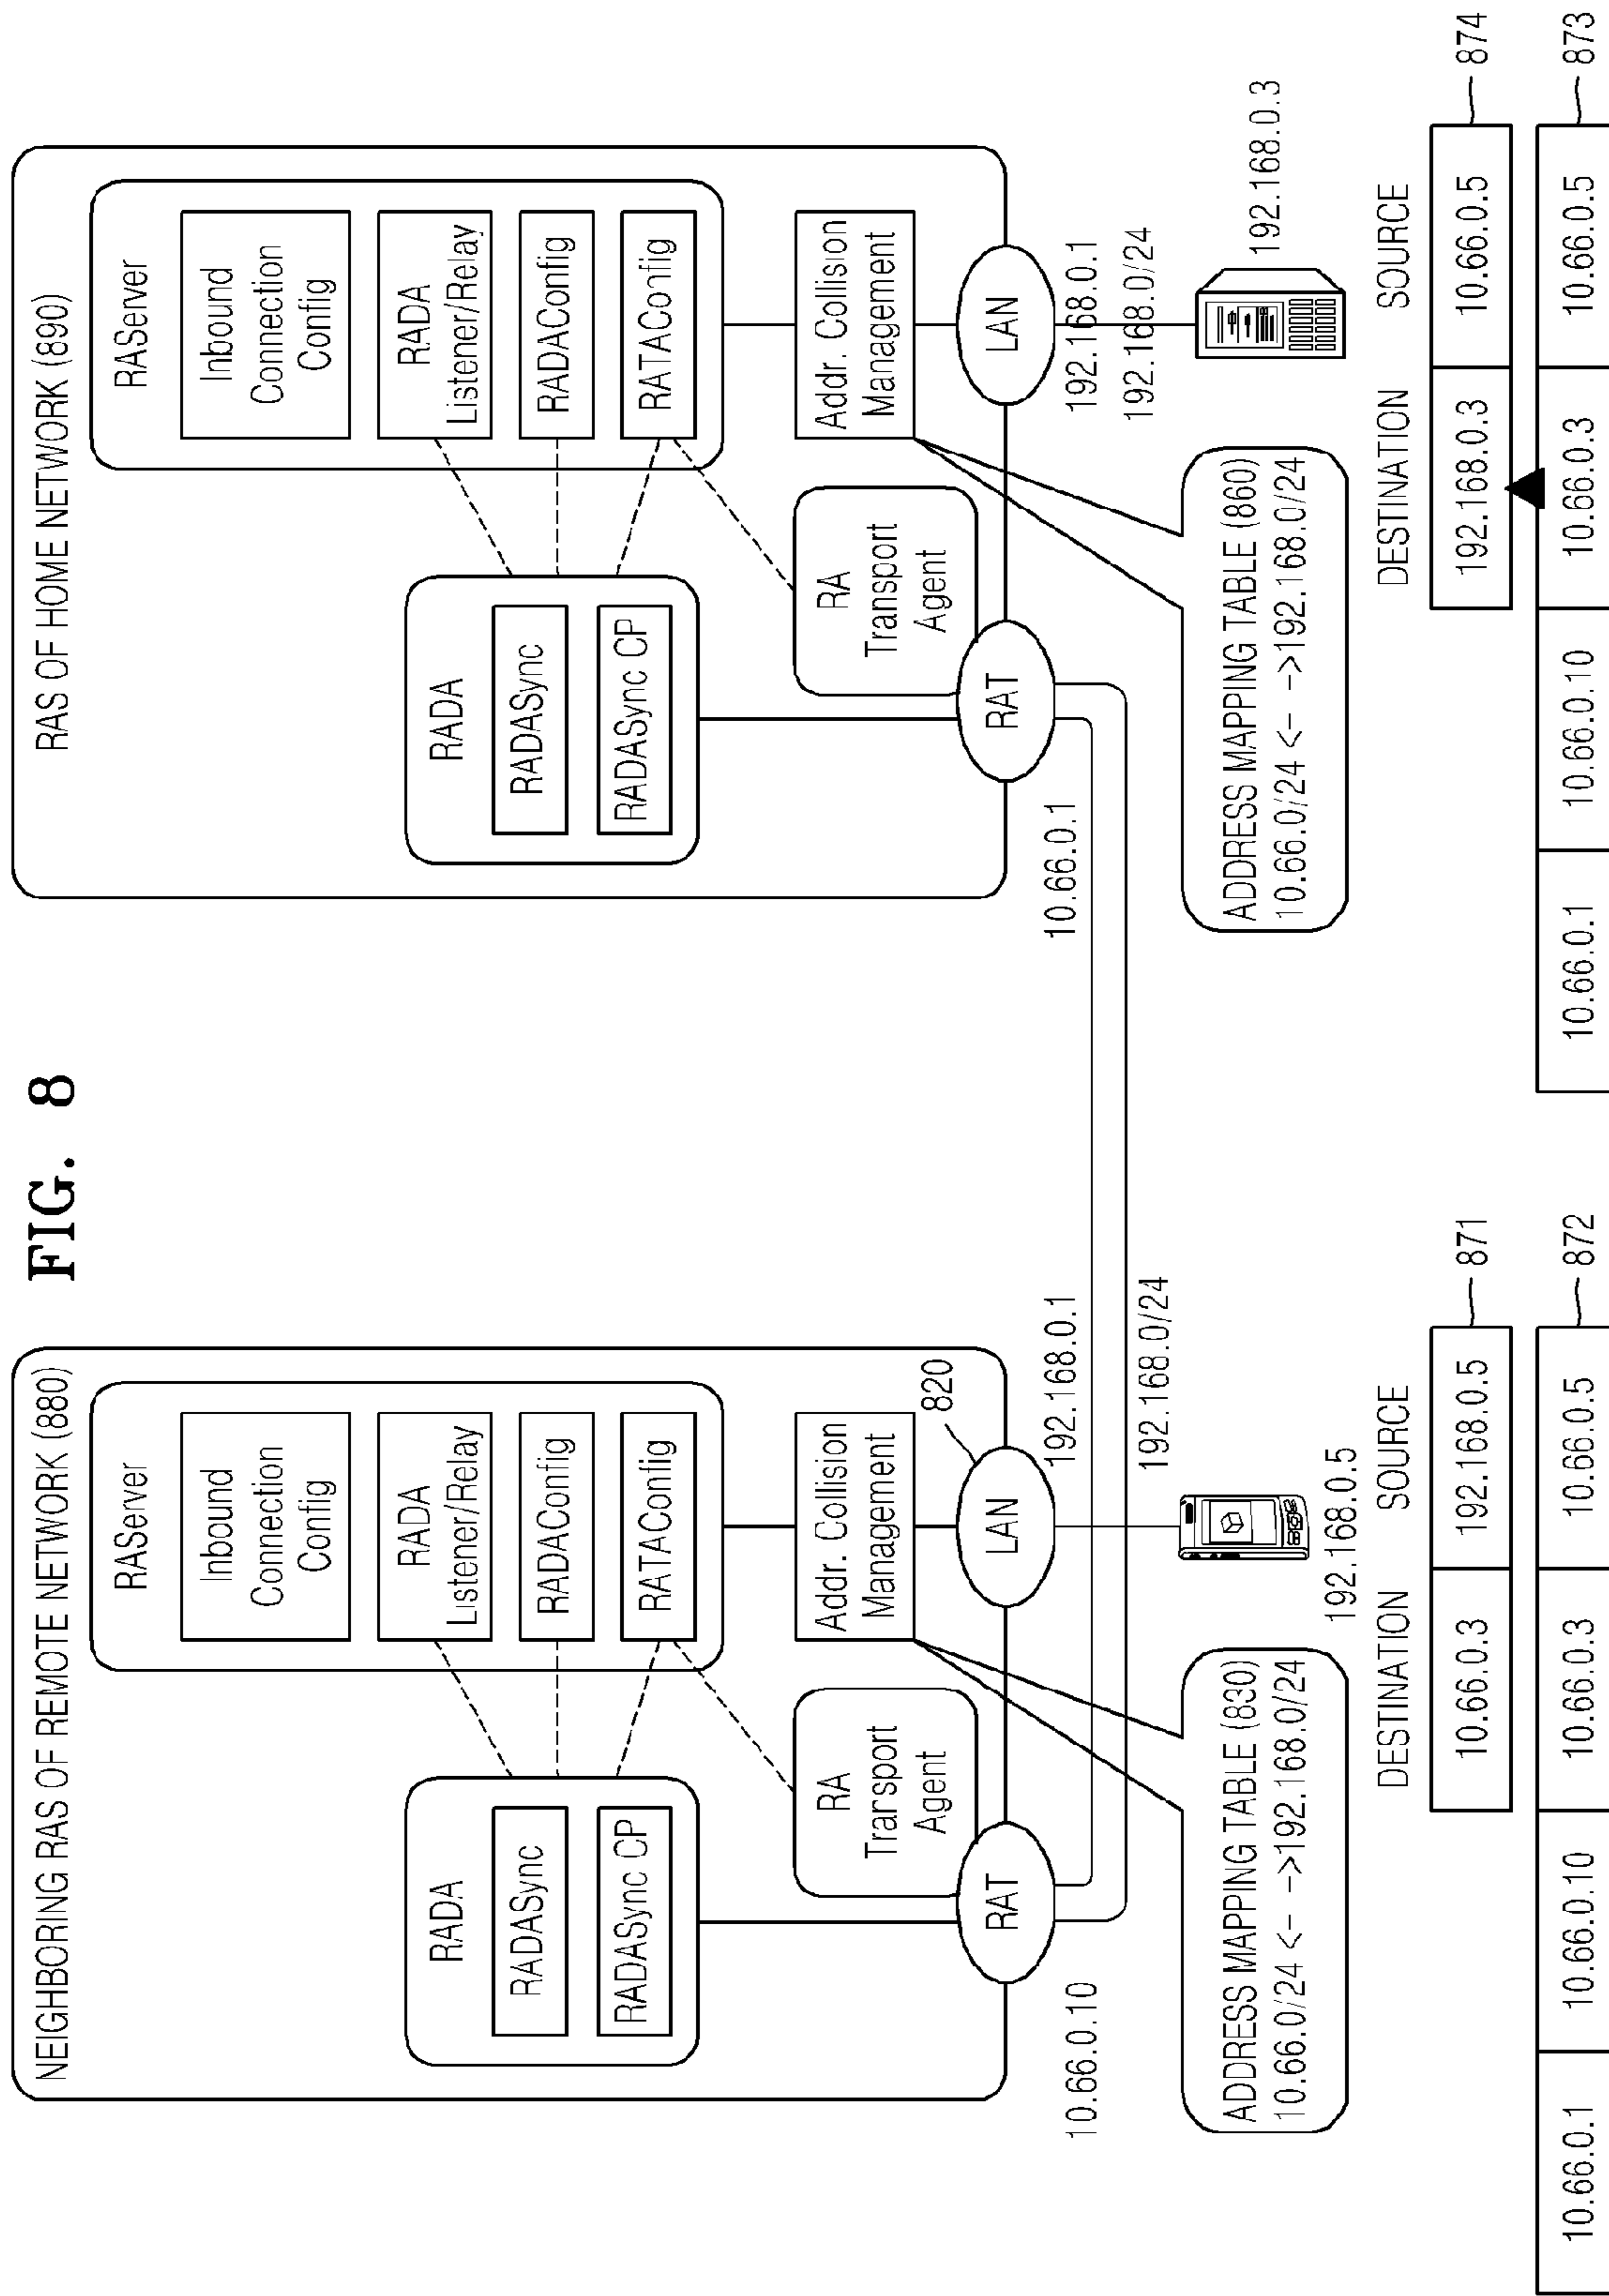 FIG. 8
NEIGHBORING RAS OF REMOTE NETWORK (880)
RAServer
Inbound
Connection
Config
RADA
Listener/Relay
RADAConfig
RATAConfig
RADA
RADASync
RADASync CP
Addr. Collision
Management
RA
Transport
Agent
RAT
LAN
820
10.66.0.10
192.168.0.1
192.168.0/24
ADDRESS MAPPING TABLE (830)
10.66.0/24 <- ->192.168.0/24
192.168.0.5
DESTINATION
SOURCE
10.66.0.3
192.168.0.5
871
10.66.0.1
10.66.0.10
10.66.0.3
10.66.0.5
872
RAS OF HOME NETWORK (890)
RAServer
Inbound
Connection
Config
RADA
Listener/Relay
RADAConfig
RATAConfig
RADA
RADASync
RADASync CP
Addr. Collision
Management
RA
Transport
Agent
RAT
LAN
10.66.0.1
192.168.0.1
192.168.0/24
ADDRESS MAPPING TABLE (860)
10.66.0/24 <- ->192.168.0/24
192.168.0.3
DESTINATION
SOURCE
192.168.0.3
10.66.0.5
874
10.66.0.1
10.66.0.10
10.66.0.3
10.66.0.5
873